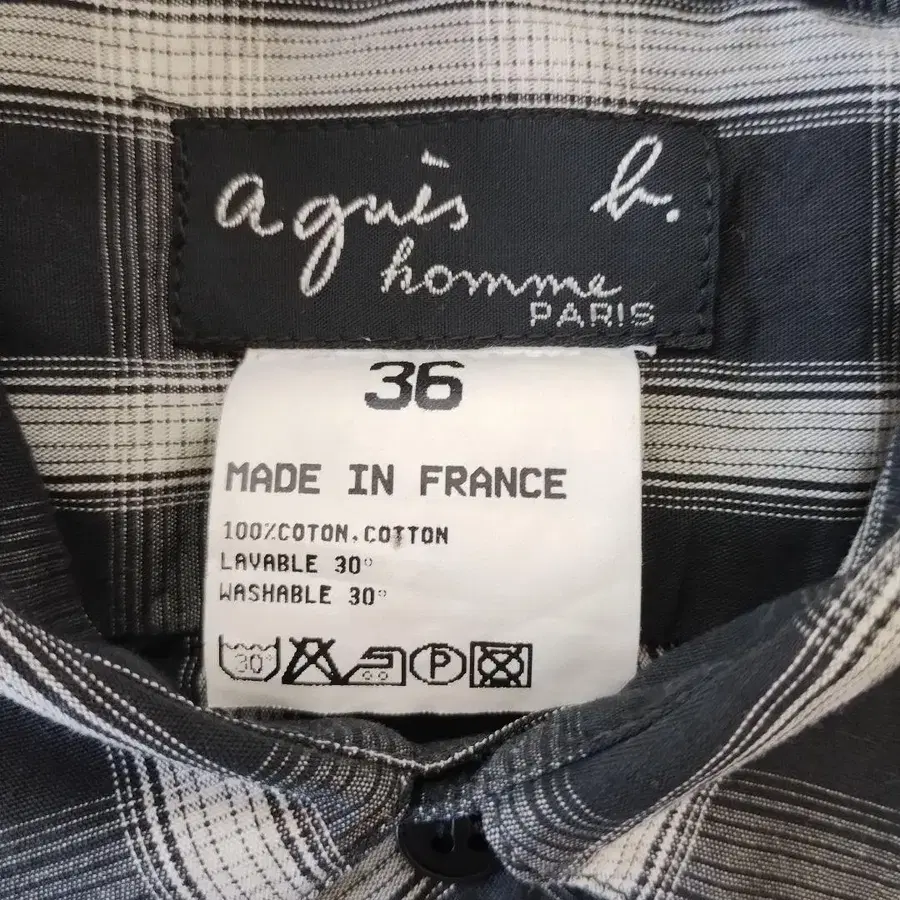 agnès b.
homme
PARIS
36
MADE IN FRANCE
100%COTON.COTTON
LAVABLE 30°
WASHABLE 30°
30° P